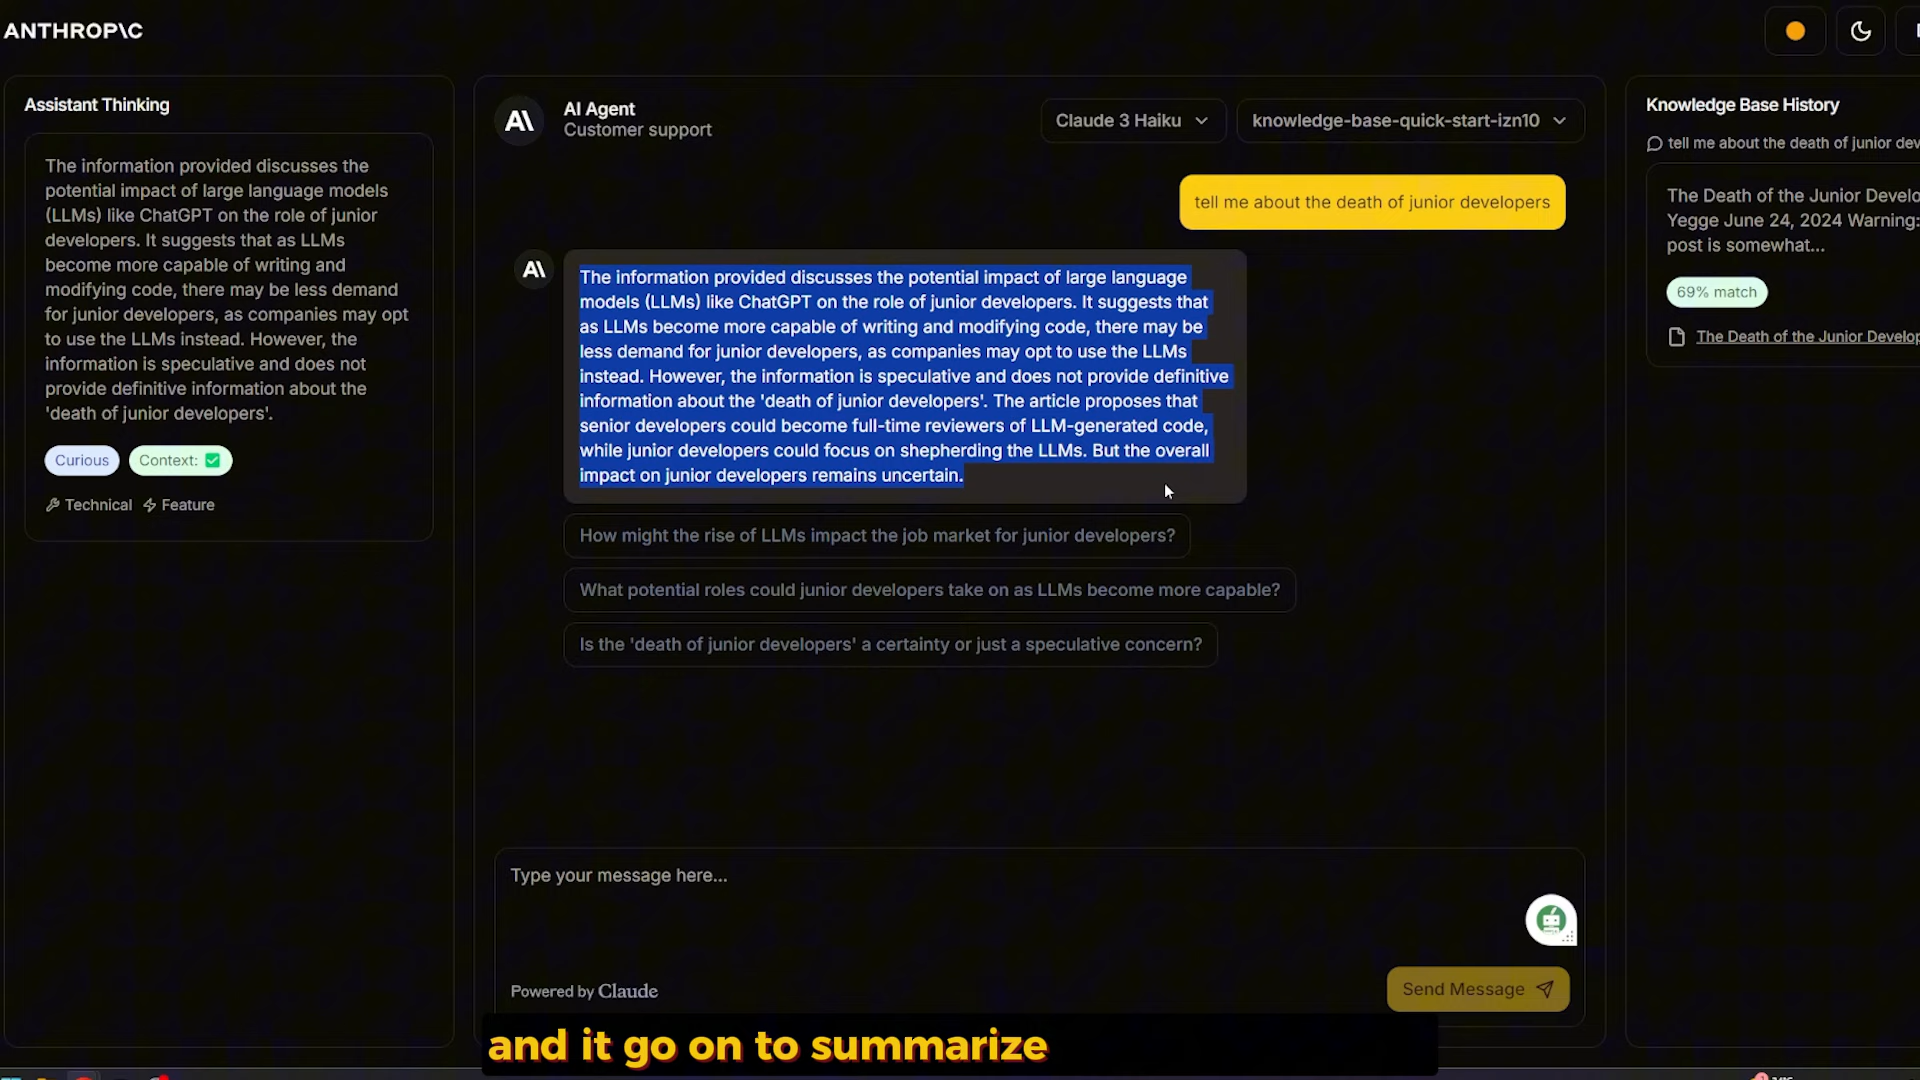 ANTHROP\C
Assistant Thinking
The information provided discusses the
potential impact of large language models
(LLMs) like ChatGPT on the role of junior
developers. It suggests that as LLMs
become more capable of writing and
modifying code, there may be less demand
for junior developers, as companies may opt
to use the LLMs instead. However, the
information is speculative and does not
provide definitive information about the
'death of junior developers'.
Curious Context:
Technical Feature
AI Agent
Customer support
Claude 3 Haiku
knowledge-base-quick-start-izn10
tell me about the death of junior developers
The information provided discusses the potential impact of large language
models (LLMs) like ChatGPT on the role of junior developers. It suggests that
as LLMs become more capable of writing and modifying code, there may be
less demand for junior developers, as companies may opt to use the LLMs
instead. However, the information is speculative and does not provide definitive
information about the 'death of junior developers'. The article proposes that
senior developers could become full-time reviewers of LLM-generated code,
while junior developers could focus on shepherding the LLMs. But the overall
impact on junior developers remains uncertain.
How might the rise of LLMs impact the job market for junior developers?
What potential roles could junior developers take on as LLMs become more capable?
Is the 'death of junior developers' a certainty or just a speculative concern?
Type your message here...
Powered by Claude
Send Message
Knowledge Base History
tell me about the death of junior dev
The Death of the Junior Develo
Yegge June 24, 2024 Warning:
post is somewhat...
69% match
The Death of the Junior Develop
and it go on to summarize